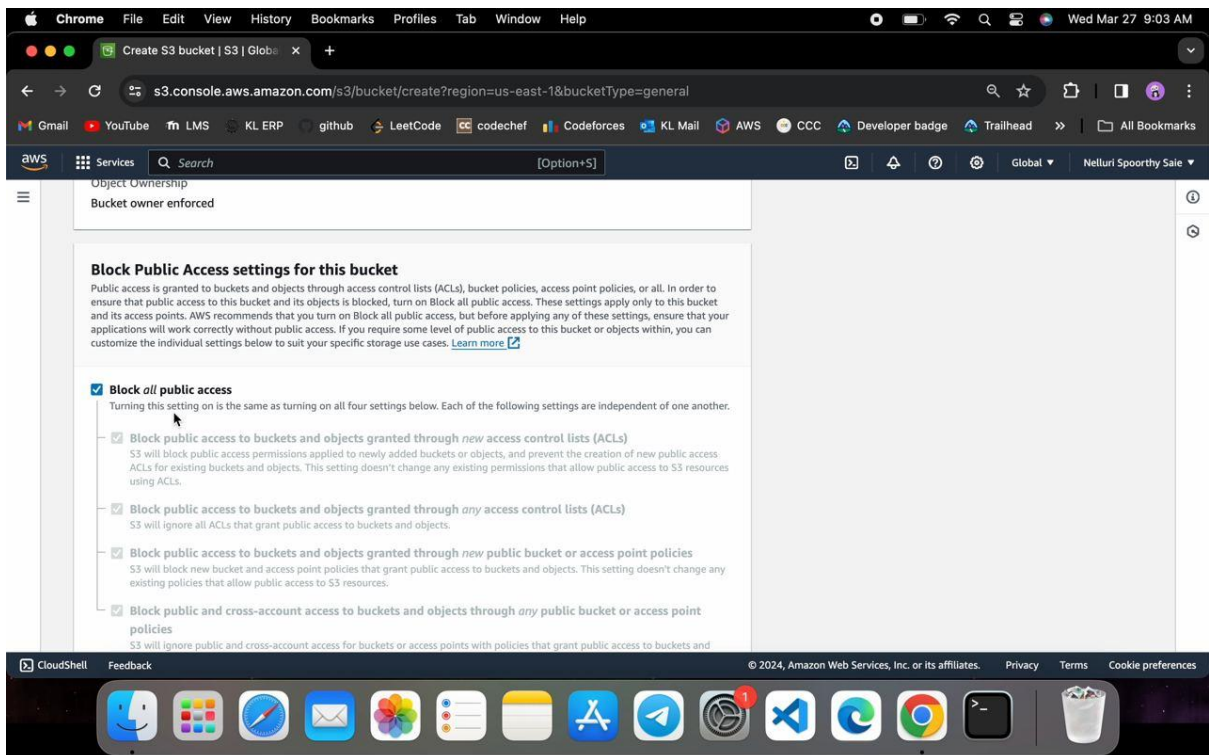 Chrome File Edit View History Bookmarks Profiles Tab Window Help Wed Mar 27 9:03 AM
Create S3 bucket | S3 | Globa
s3.console.aws.amazon.com/s3/bucket/create?region=us-east-1&bucketType=general
Gmail YouTube LMS KL ERP github LeetCode CC codechef Codeforces KL Mail AWS CCC Developer badge Trailhead » All Bookmarks
aws Services Search [Option+S] Global Nelluri Spoorthy Saie
Object Ownership
Bucket owner enforced
Block Public Access settings for this bucket
Public access is granted to buckets and objects through access control lists (ACLs), bucket policies, access point policies, or all. In order to
ensure that public access to this bucket and its objects is blocked, turn on Block all public access. These settings apply only to this bucket
and its access points. AWS recommends that you turn on Block all public access, but before applying any of these settings, ensure that your
applications will work correctly without public access. If you require some level of public access to this bucket or objects within, you can
customize the individual settings below to suit your specific storage use cases. Learn more
Block all public access
Turning this setting on is the same as turning on all four settings below. Each of the following settings are independent of one another.
Block public access to buckets and objects granted through new access control lists (ACLs)
S3 will block public access permissions applied to newly added buckets or objects, and prevent the creation of new public access
ACLs for existing buckets and objects. This setting doesn't change any existing permissions that allow public access to S3 resources
using ACLs.
Block public access to buckets and objects granted through any access control lists (ACLs)
S3 will ignore all ACLs that grant public access to buckets and objects.
Block public access to buckets and objects granted through new public bucket or access point policies
S3 will block new bucket and access point policies that grant public access to buckets and objects. This setting doesn't change any
existing policies that allow public access to S3 resources.
Block public and cross-account access to buckets and objects through any public bucket or access point
policies
S3 will ignore public and cross-account access for buckets or access points with policies that grant public access to buckets and
CloudShell Feedback © 2024, Amazon Web Services, Inc. or its affiliates. Privacy Terms Cookie preferences
1